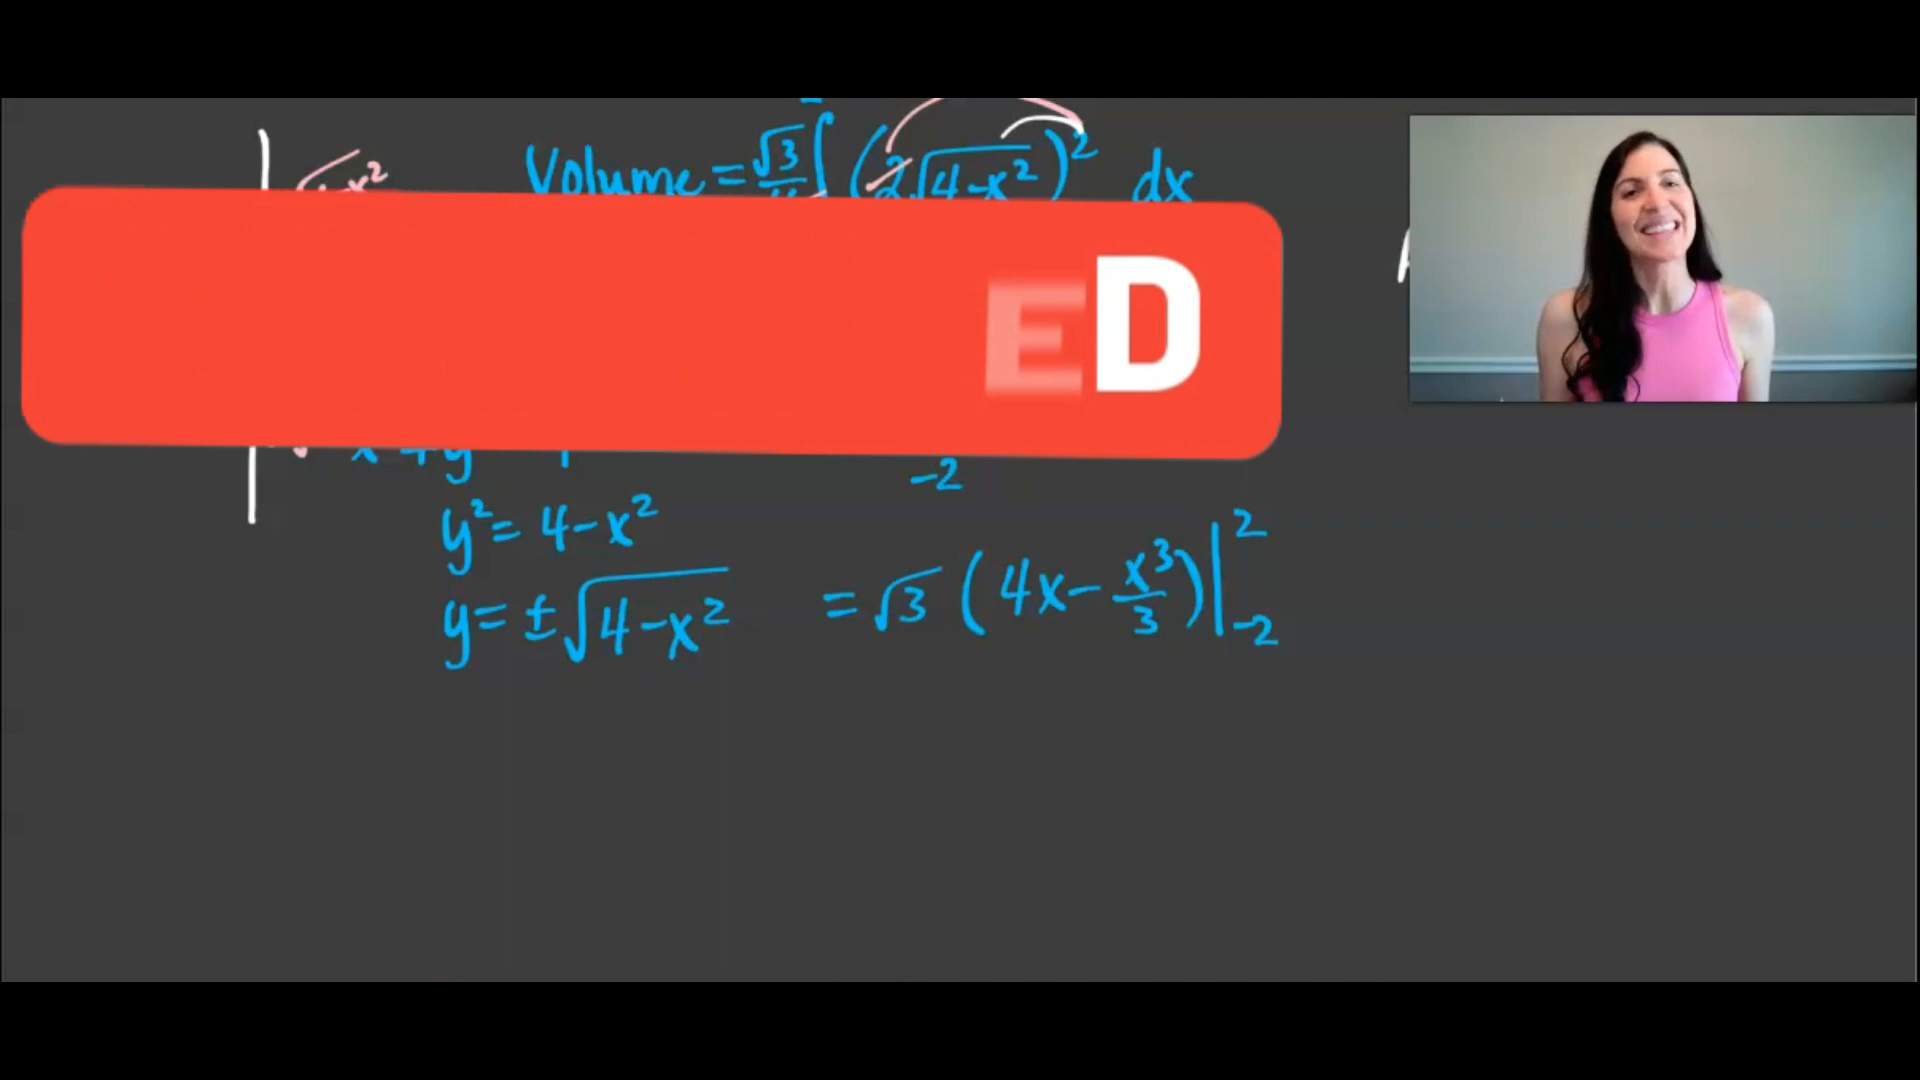 Volume = √3/4 ∫ (2√(4-x²))² dx
ED
-2
y² = 4-x²
y = ±√(4-x²)
= √3 (4x - x³/3) |₋₂²